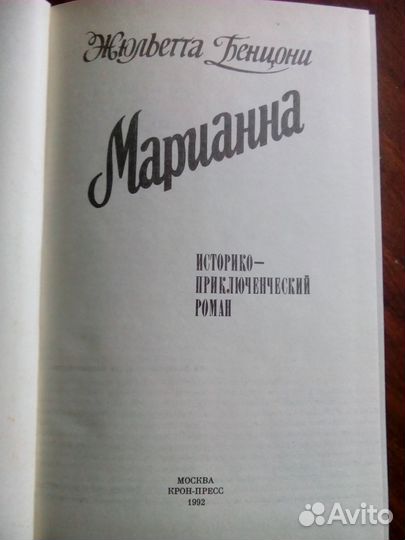 Жюльетта Бенцони
Марианна
ИСТОРИКО—
ПРИКЛЮЧЕНЧЕСКИЙ
РОМАН
МОСКВА
КРОН-ПРЕСС
1992
Avito